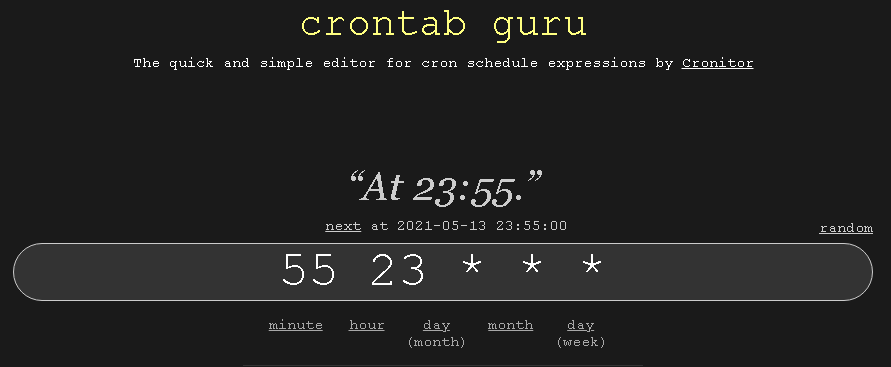 crontab guru
The quick and simple editor for cron schedule expressions by Cronitor
“At 23:55.”
next at 2021-05-13 23:55:00
random
55 23 * * *
minute hour day month day
(month) (week)